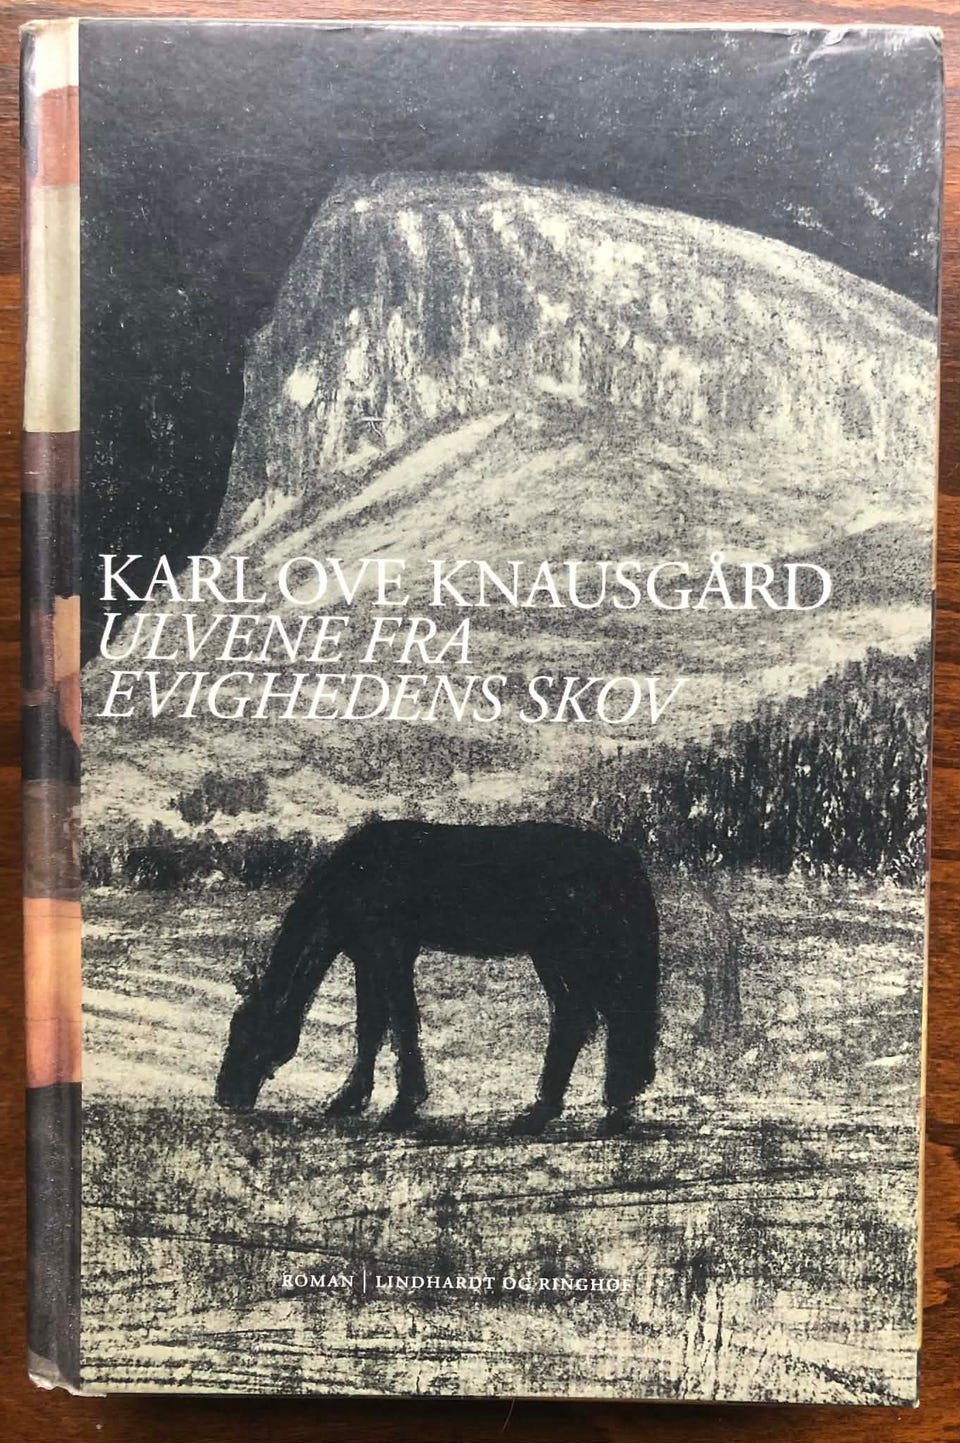 KARL OVE KNAUSGÅRD
ULVENE FRA
EVIGHEDENS SKOV
ROMAN | LINDHARDT OG RINGHOF